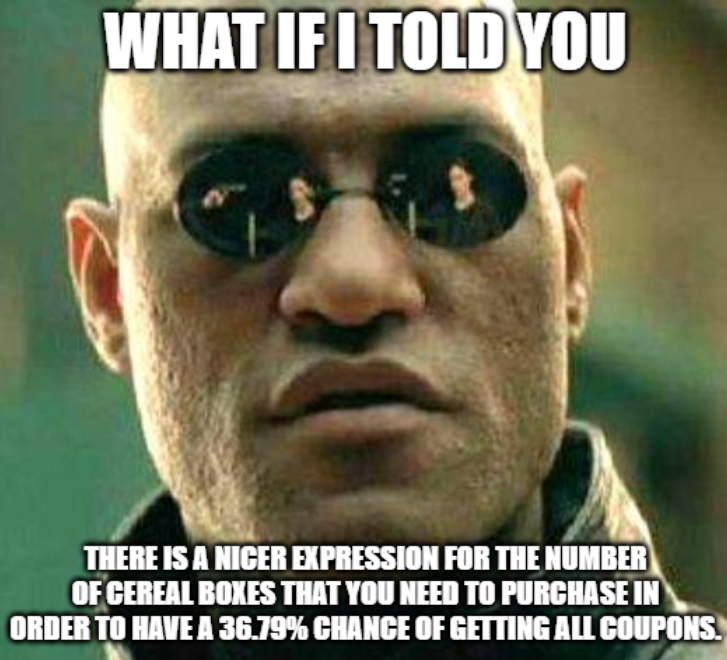 WHAT IF I TOLD YOU
THERE IS A NICER EXPRESSION FOR THE NUMBER
OF CEREAL BOXES THAT YOU NEED TO PURCHASE IN
ORDER TO HAVE A 36.79% CHANCE OF GETTING ALL COUPONS.